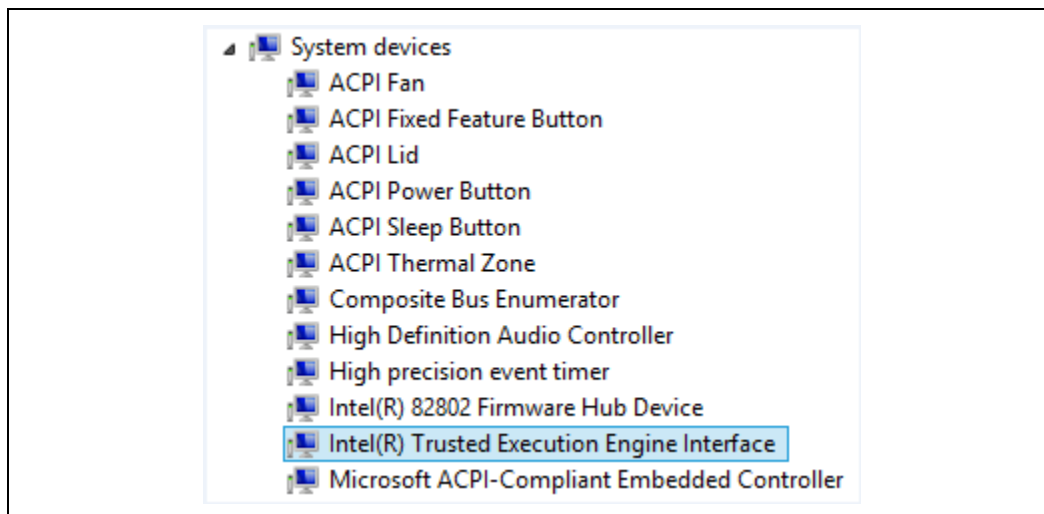 System devices
ACPI Fan
ACPI Fixed Feature Button
ACPI Lid
ACPI Power Button
ACPI Sleep Button
ACPI Thermal Zone
Composite Bus Enumerator
High Definition Audio Controller
High precision event timer
Intel(R) 82802 Firmware Hub Device
Intel(R) Trusted Execution Engine Interface
Microsoft ACPI-Compliant Embedded Controller